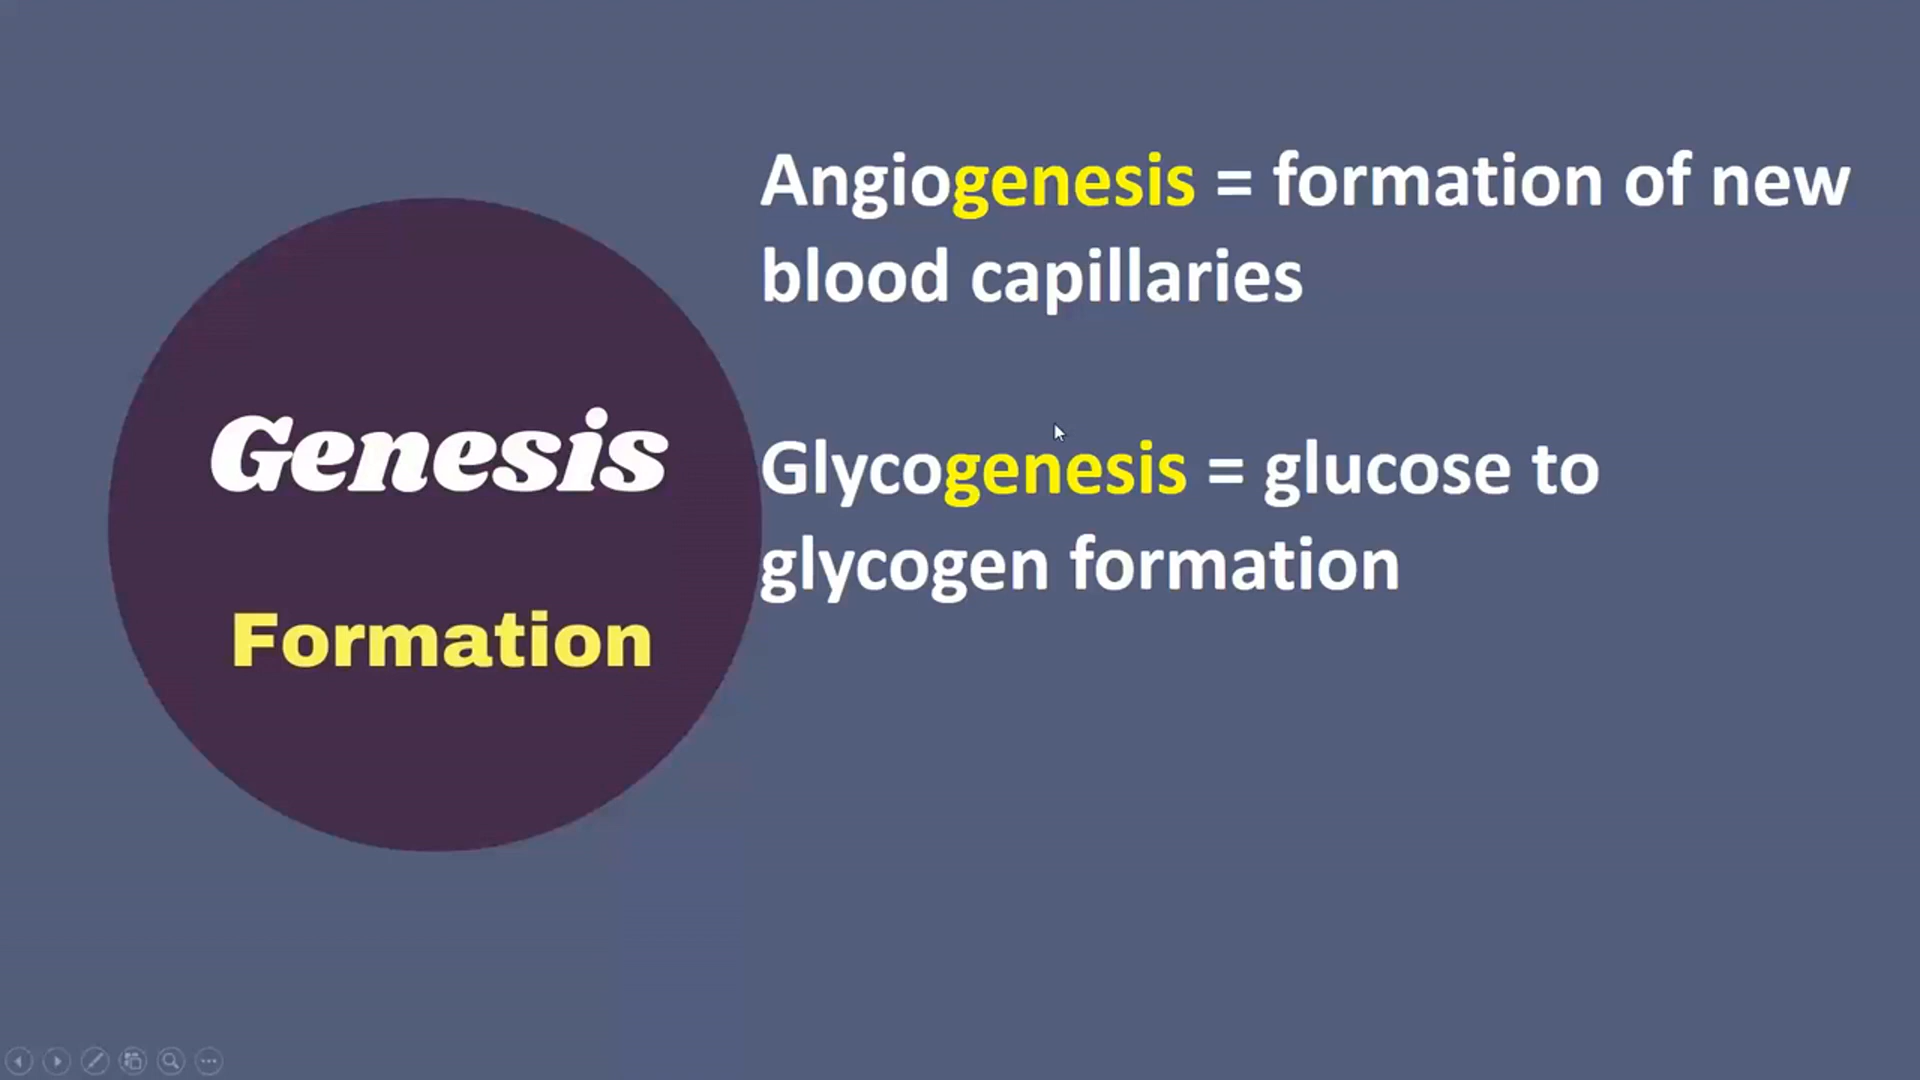 Genesis
Formation
Angiogenesis = formation of new
blood capillaries
Glycogenesis = glucose to
glycogen formation